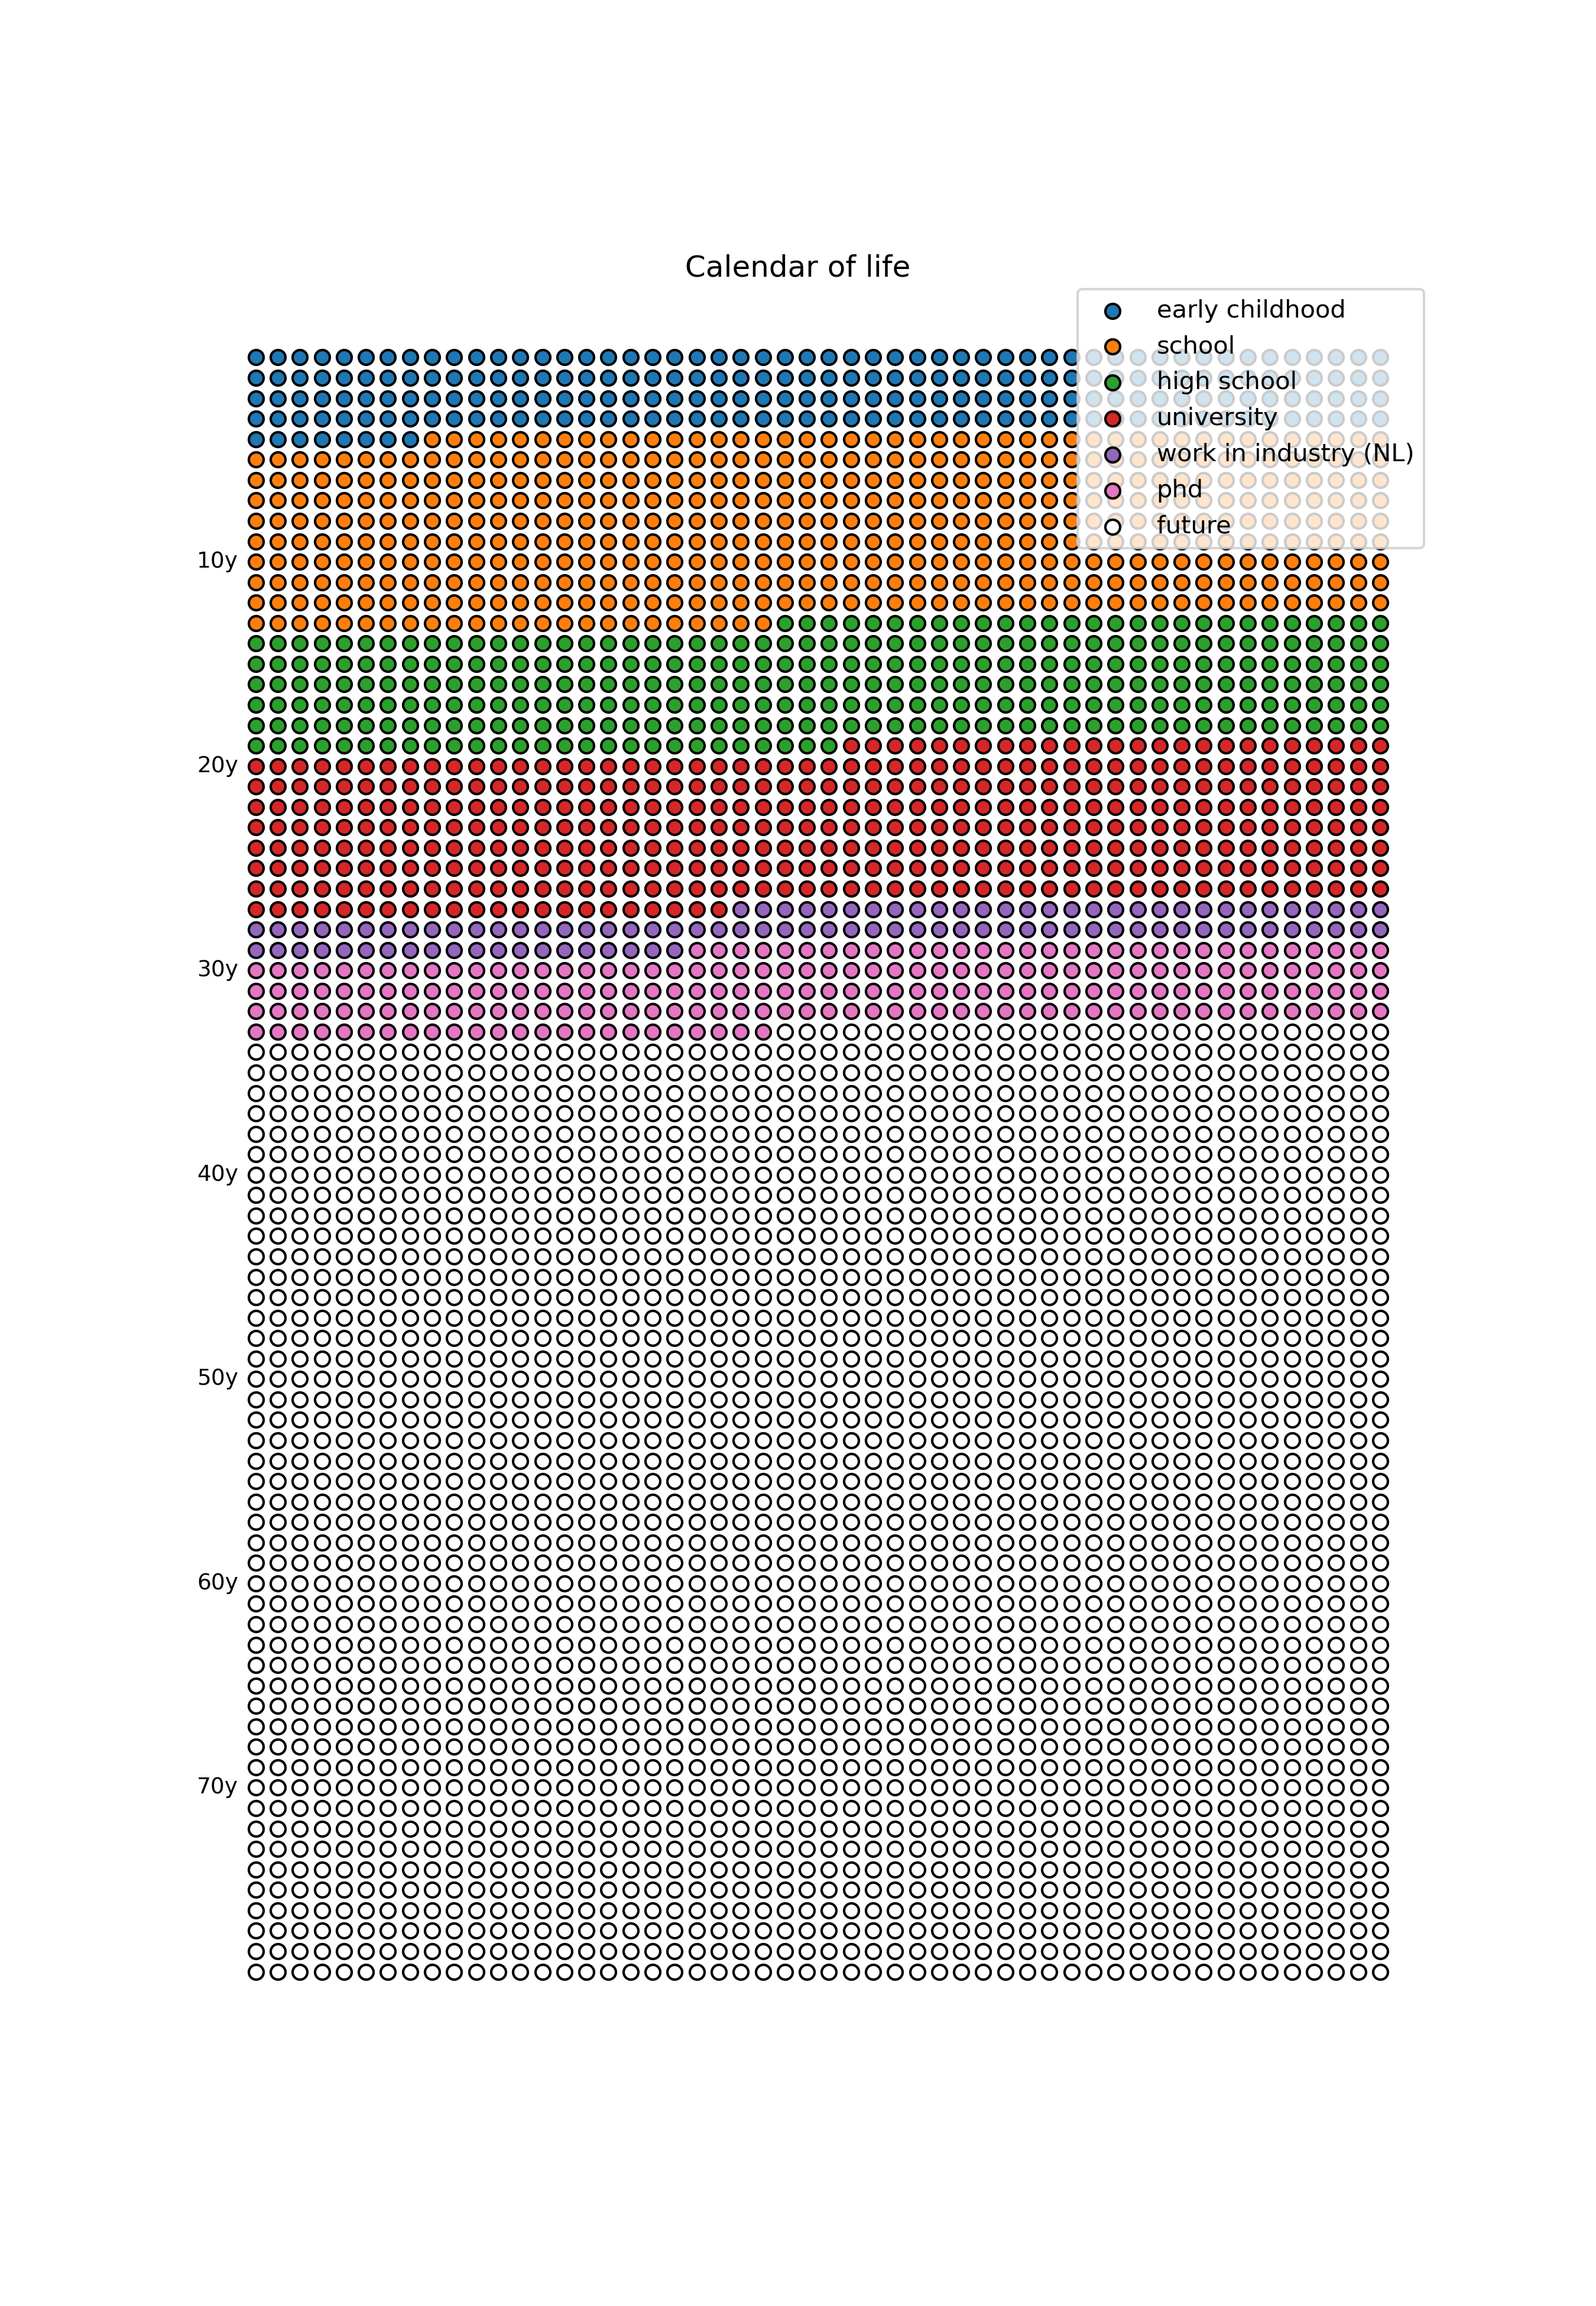 Calendar of life
early childhood
school
high school
university
work in industry (NL)
phd
future
10y
20y
30y
40y
50y
60y
70y